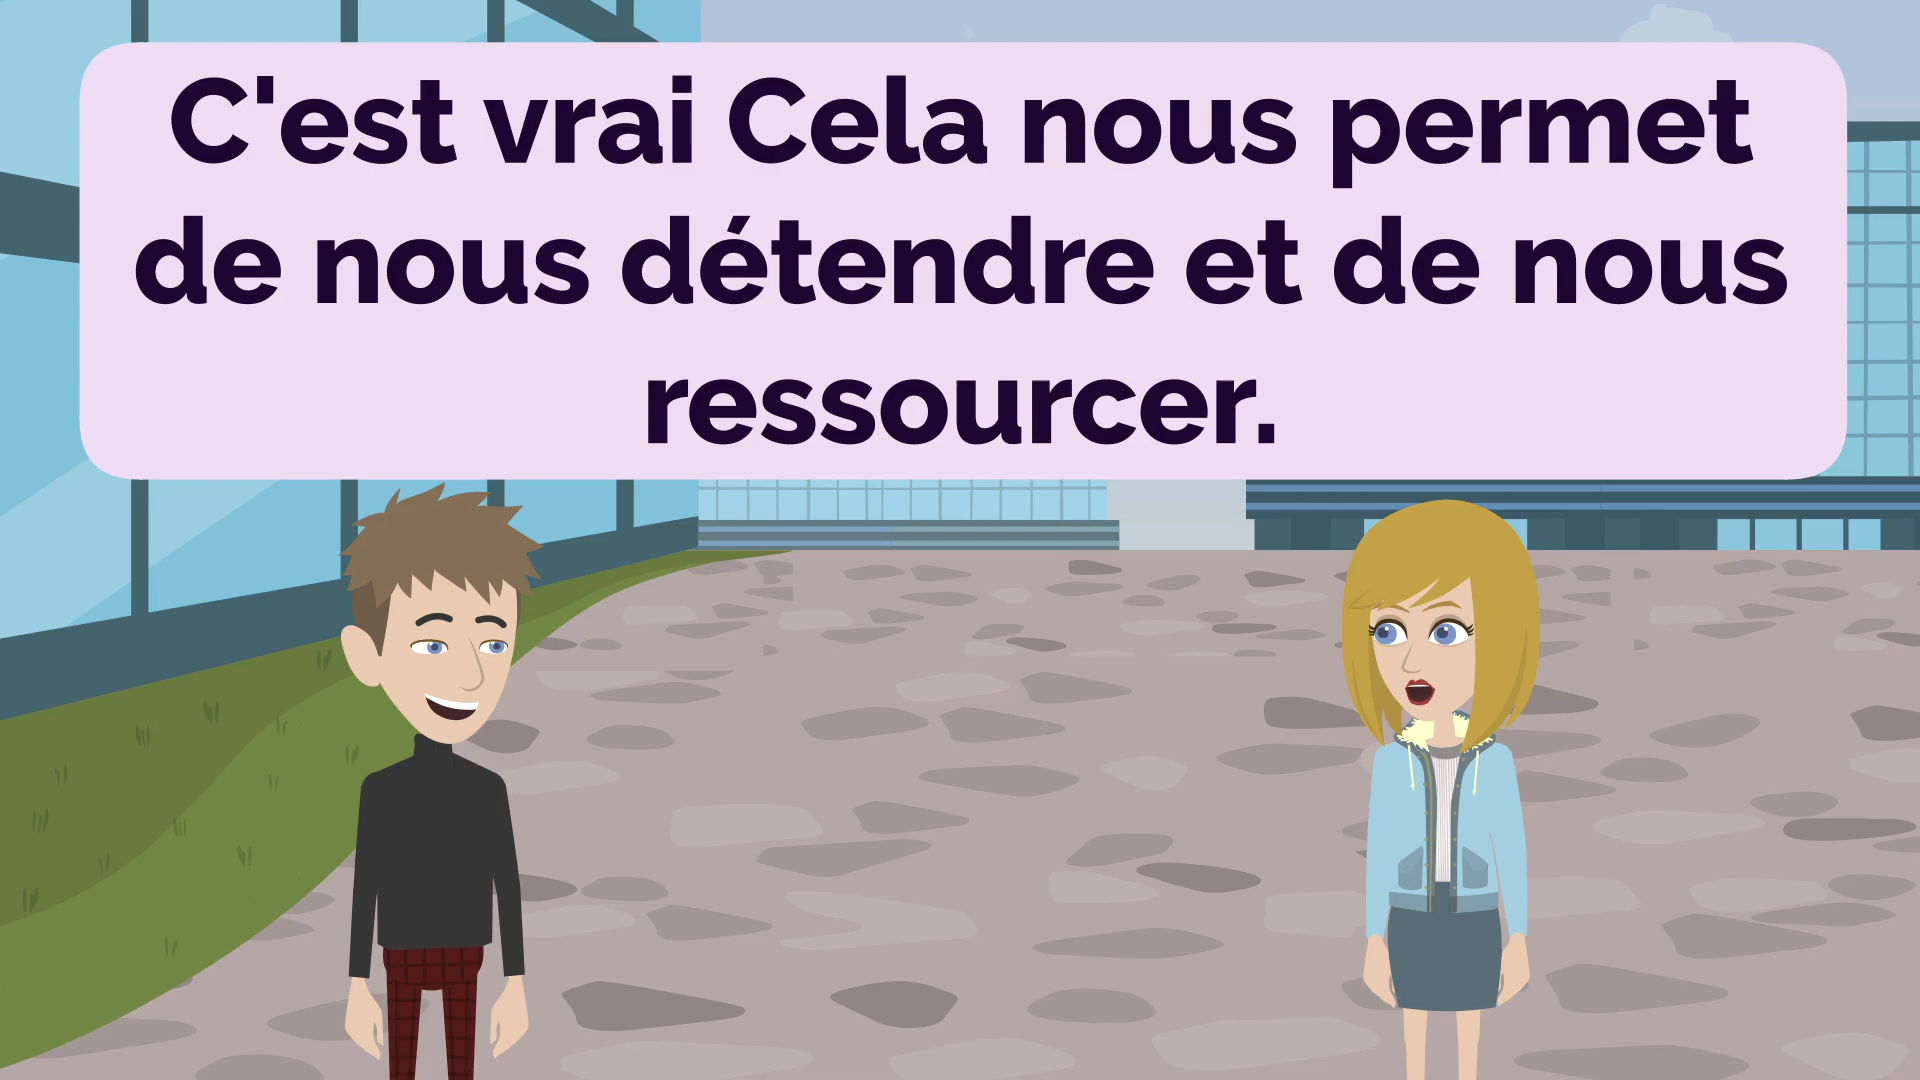 C'est vrai Cela nous permet
de nous détendre et de nous
ressourcer.